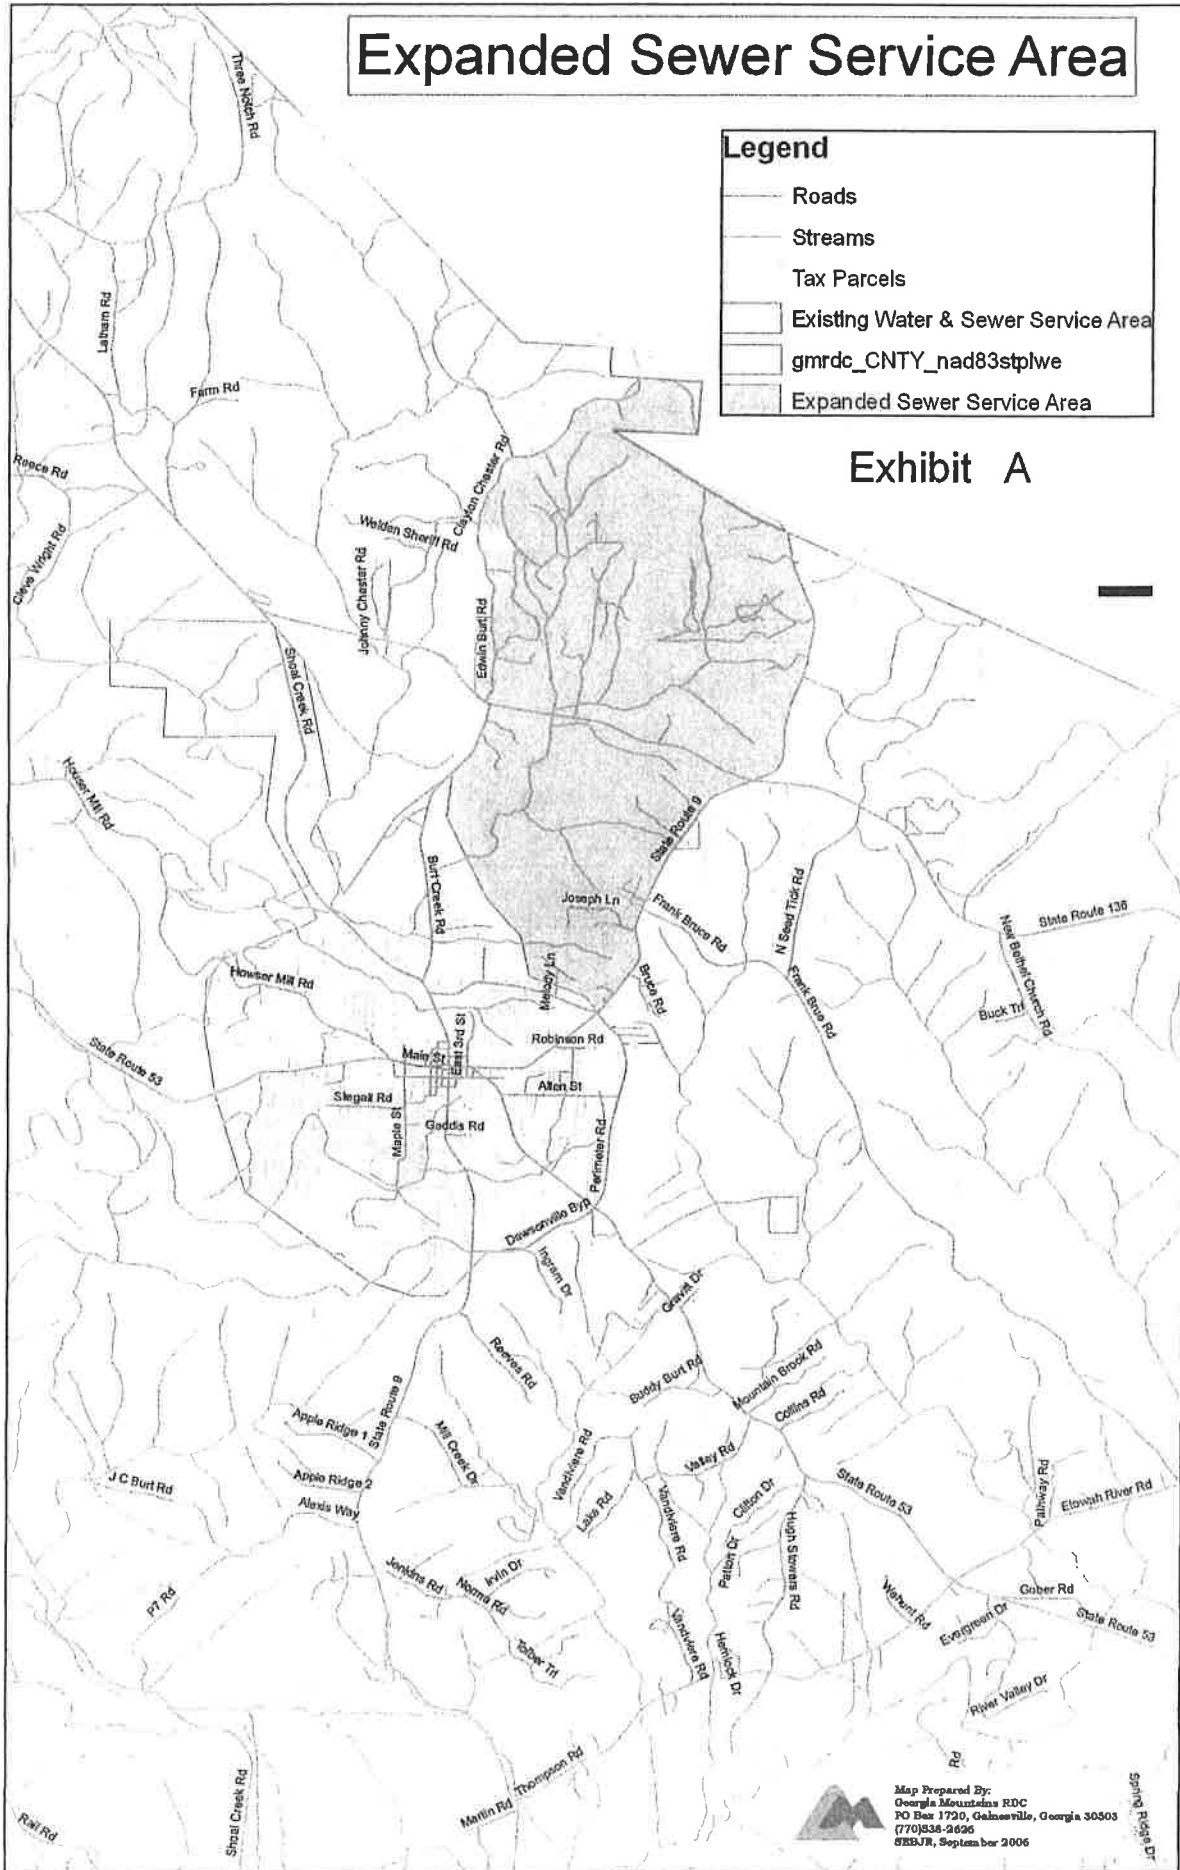 Expanded Sewer Service Area
Legend
Roads
Streams
Tax Parcels
Existing Water & Sewer Service Area
gmrdc_CNTY_nad83stplwe
Expanded Sewer Service Area
Exhibit A
Three Notch Rd
Latham Rd
Farm Rd
Reece Rd
Cleve Wright Rd
Clayton Chester Rd
Welden Sheriff Rd
Johnny Chester Rd
Edwin Burt Rd
Shoal Creek Rd
Houser Mill Rd
State Route 9
Burt Creek Rd
Joseph Ln
Frank Bruce Rd
N Seed Tick Rd
State Route 136
New Bethel Church Rd
Howser Mill Rd
Melody Ln
Bruce Rd
Frank Brue Rd
Buck Trl
State Route 53
East 3rd St
Robinson Rd
Main St
Allen St
Stegall Rd
Maple St
Gaddis Rd
Perimeter Rd
Dawsonville Byp
Ingram Dr
Gravitt Dr
Reeves Rd
Buddy Burt Rd
Mountain Brook Rd
Collins Rd
State Route 9
Apple Ridge 1
Mill Creek Dr
Vandiviere Rd
Valley Rd
Apple Ridge 2
J C Burt Rd
Alexis Way
Lake Rd
Vandviere Rd
Clifton Dr
State Route 53
Pathway Rd
Etowah River Rd
Hugh Stowers Rd
Patton Dr
Jenkins Rd
Irvin Dr
Norma Rd
P7 Rd
Walnut Rd
Gober Rd
Evergreen Dr
State Route 53
Tolber Trl
Vandviere Rd
Hemlock Dr
River Valley Dr
Rd
Thompson Rd
Martin Rd
Shoal Creek Rd
Rail Rd
Spring Ridge Dr
Map Prepared By:
Georgia Mountains RDC
PO Box 1720, Gainesville, Georgia 30503
(770)538-2626
SEBJR, September 2006